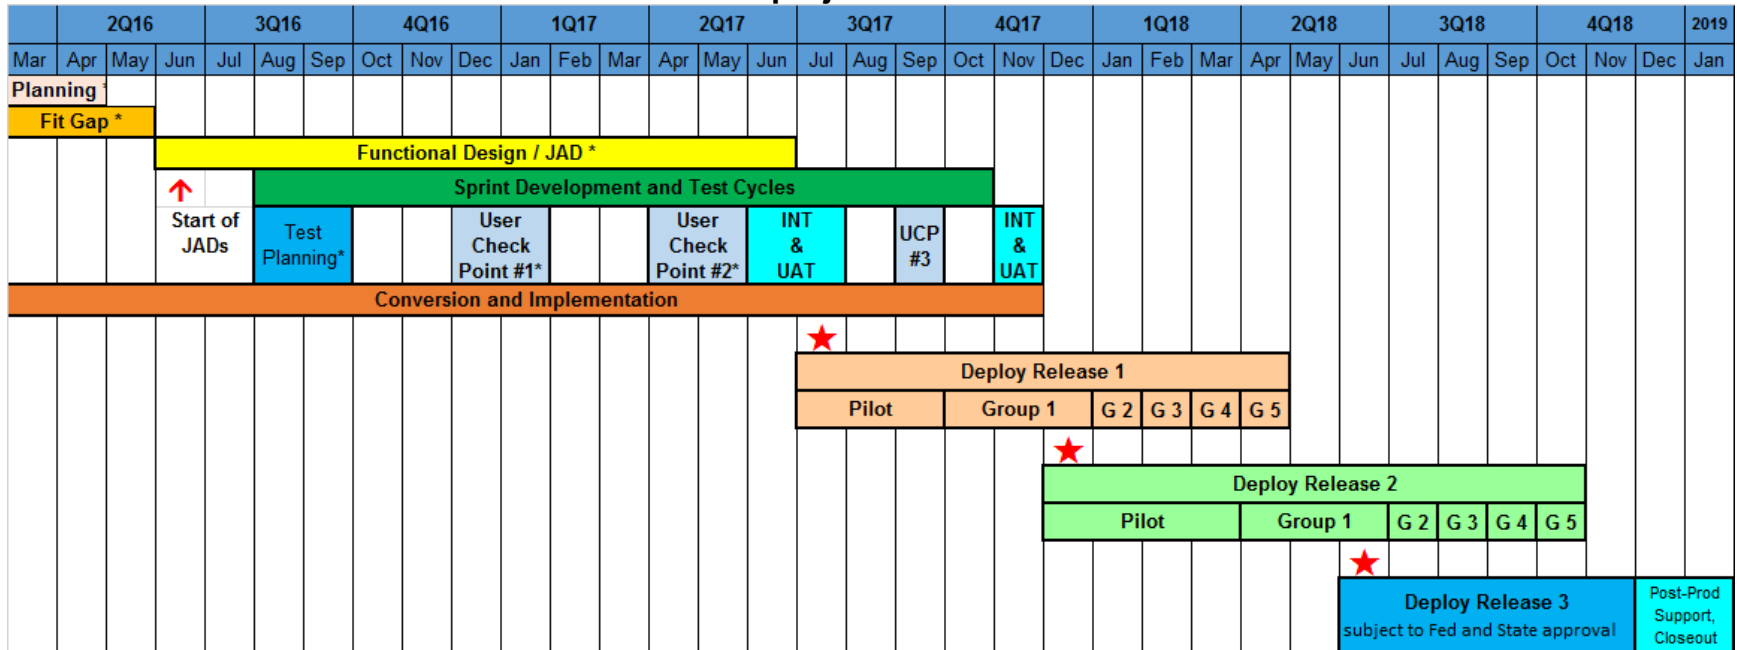 2Q16 3Q16 4Q16 1Q17 2Q17 3Q17 4Q17 1Q18 2Q18 3Q18 4Q18 2019
Mar Apr May Jun Jul Aug Sep Oct Nov Dec Jan Feb Mar Apr May Jun Jul Aug Sep Oct Nov Dec Jan Feb Mar Apr May Jun Jul Aug Sep Oct Nov Dec Jan
Planning *
Fit Gap *
Functional Design / JAD *
Sprint Development and Test Cycles
Start of
JADs
Test
Planning*
User
Check
Point #1*
User
Check
Point #2*
INT
&
UAT
UCP
#3
INT
&
UAT
Conversion and Implementation
Deploy Release 1
Pilot Group 1 G 2 G 3 G 4 G 5
Deploy Release 2
Pilot Group 1 G 2 G 3 G 4 G 5
Deploy Release 3
subject to Fed and State approval
Post-Prod
Support,
Closeout